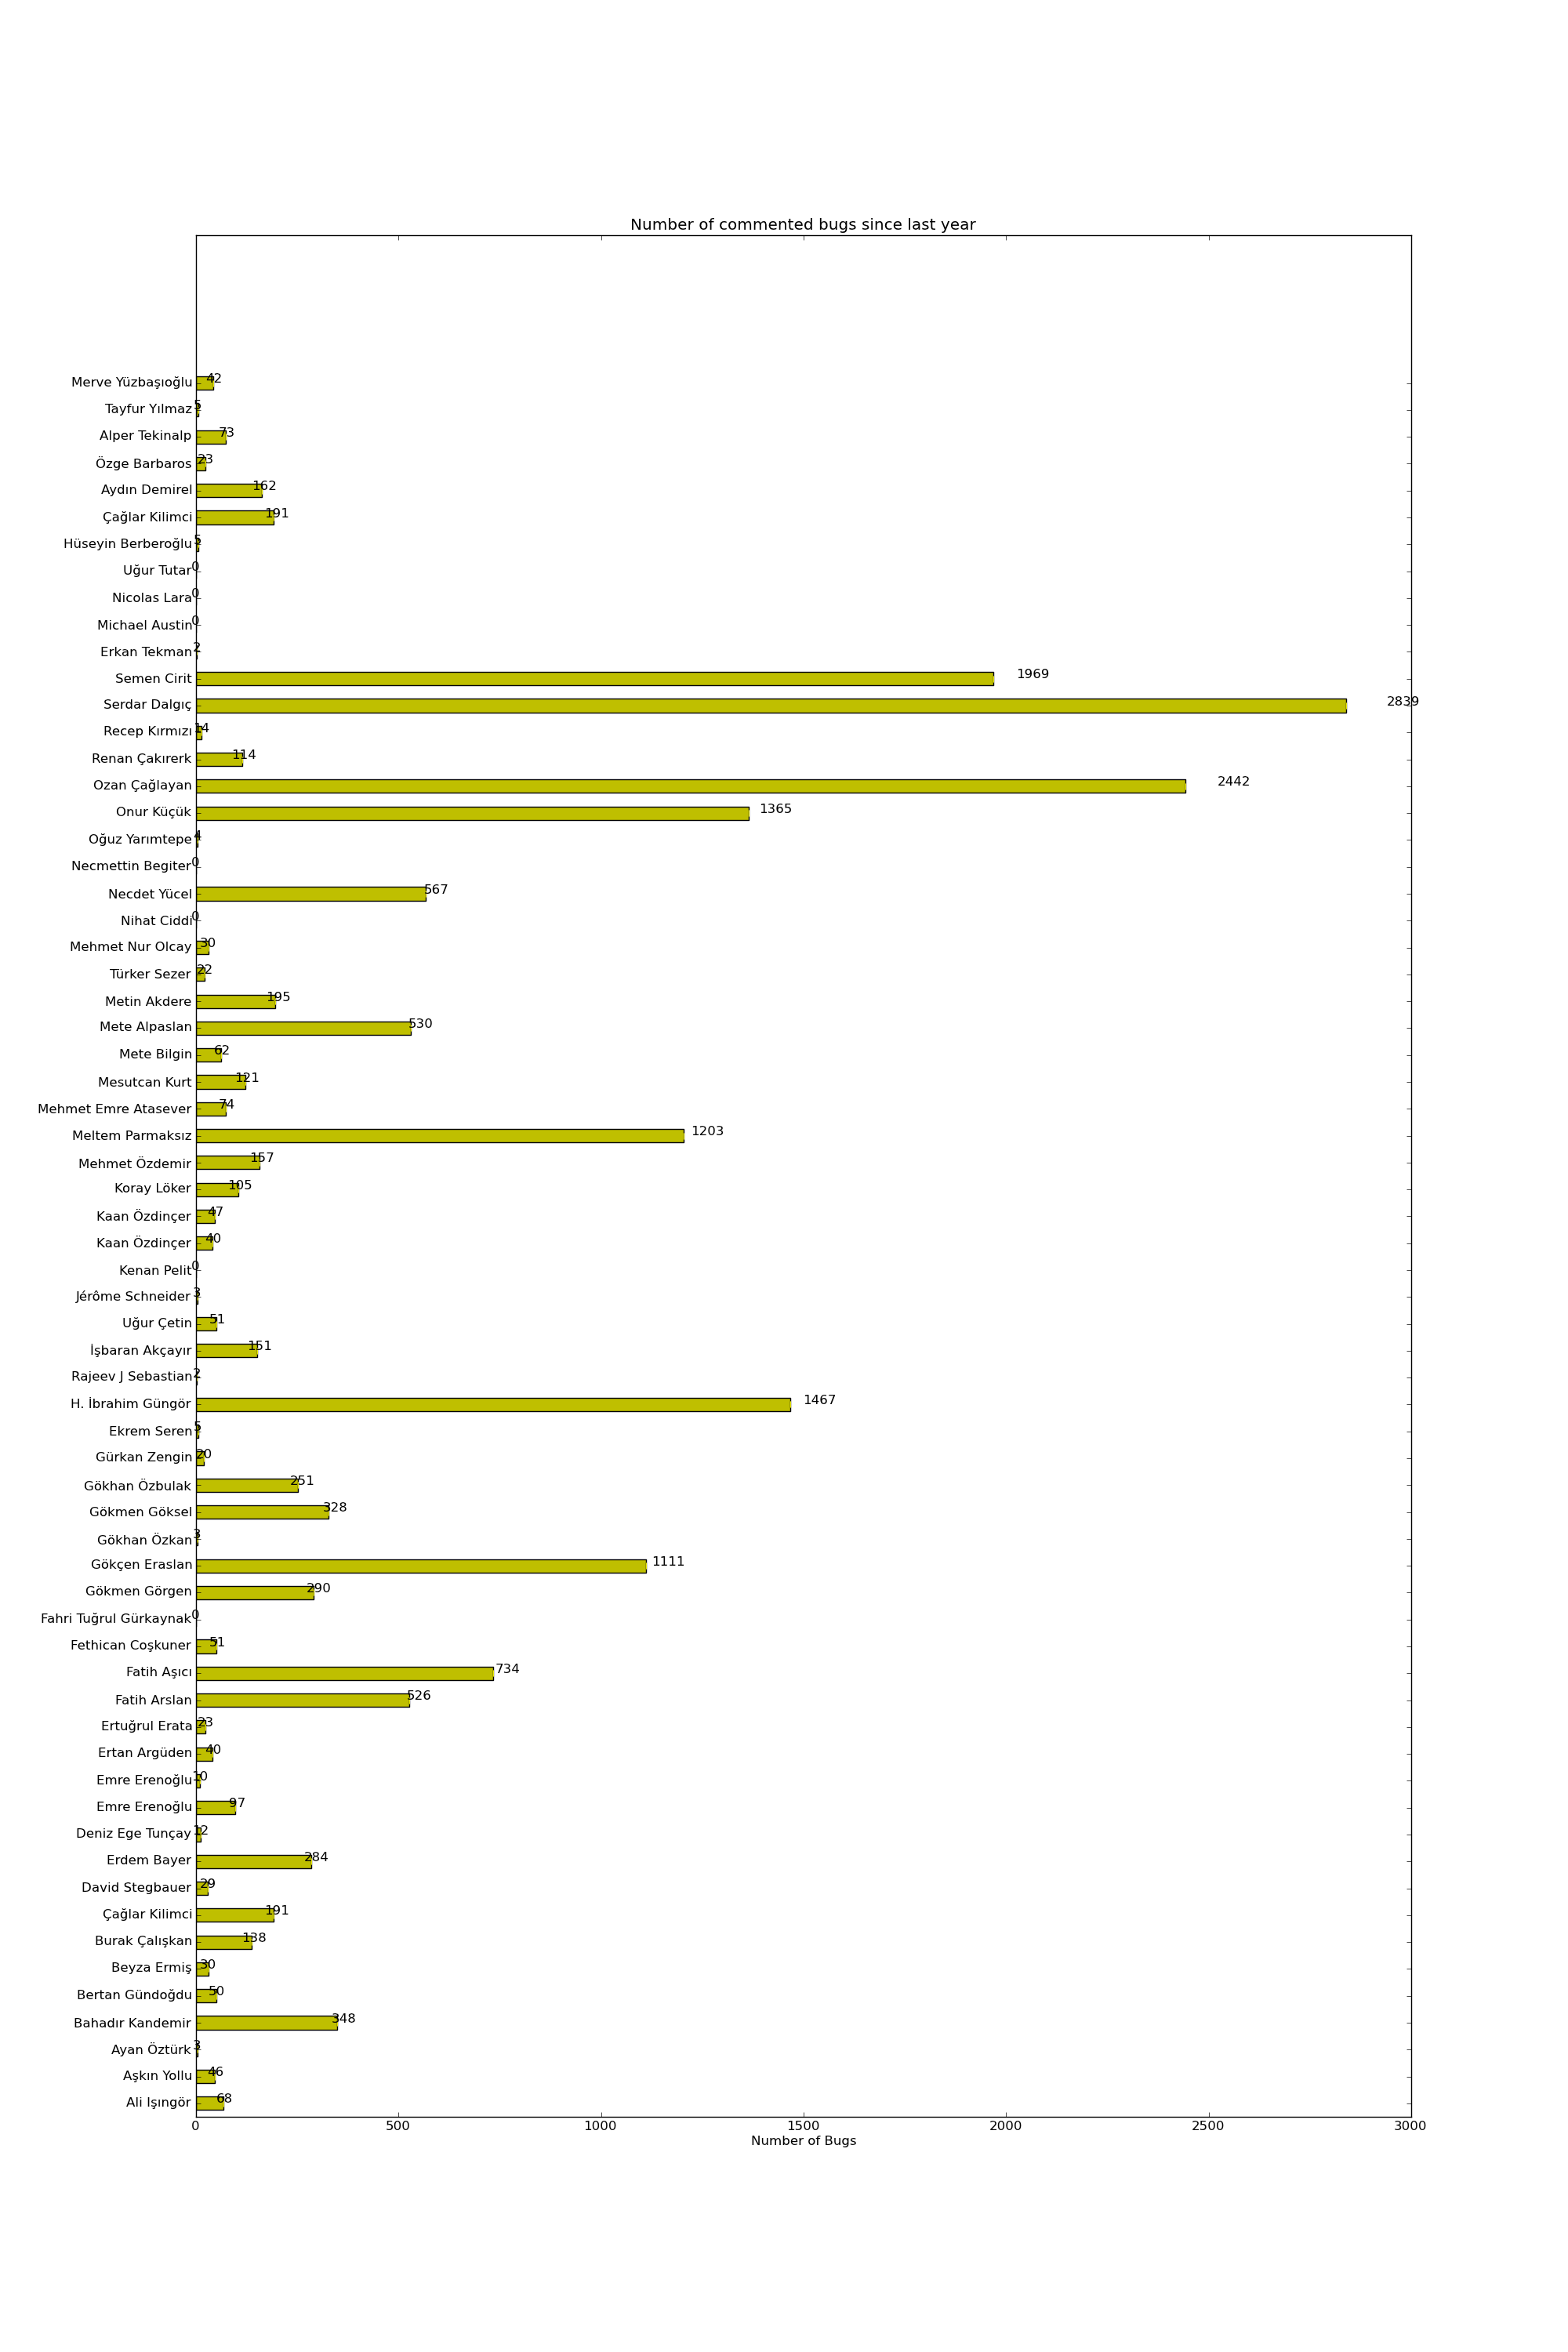 Number of commented bugs since last year
Merve Yüzbaşıoğlu 42
Tayfur Yılmaz 5
Alper Tekinalp 73
Özge Barbaros 23
Aydın Demirel 162
Çağlar Kilimci 191
Hüseyin Berberoğlu 5
Uğur Tutar 0
Nicolas Lara 0
Michael Austin 0
Erkan Tekman 2
Semen Cirit 1969
Serdar Dalgıç 2839
Recep Kırmızı 14
Renan Çakırerk 114
Ozan Çağlayan 2442
Onur Küçük 1365
Oğuz Yarımtepe 4
Necmettin Begiter 0
Necdet Yücel 567
Nihat Ciddi 0
Mehmet Nur Olcay 30
Türker Sezer 22
Metin Akdere 195
Mete Alpaslan 530
Mete Bilgin 62
Mesutcan Kurt 121
Mehmet Emre Atasever 74
Meltem Parmaksız 1203
Mehmet Özdemir 157
Koray Löker 105
Kaan Özdinçer 47
Kaan Özdinçer 40
Kenan Pelit 0
Jérôme Schneider 3
Uğur Çetin 51
İşbaran Akçayır 151
Rajeev J Sebastian 2
H. İbrahim Güngör 1467
Ekrem Seren 5
Gürkan Zengin 20
Gökhan Özbulak 251
Gökmen Göksel 328
Gökhan Özkan 3
Gökçen Eraslan 1111
Gökmen Görgen 290
Fahri Tuğrul Gürkaynak 0
Fethican Coşkuner 51
Fatih Aşıcı 734
Fatih Arslan 526
Ertuğrul Erata 23
Ertan Argüden 40
Emre Erenoğlu 10
Emre Erenoğlu 97
Deniz Ege Tunçay 12
Erdem Bayer 284
David Stegbauer 29
Çağlar Kilimci 191
Burak Çalışkan 138
Beyza Ermiş 30
Bertan Gündoğdu 50
Bahadır Kandemir 348
Ayan Öztürk 3
Aşkın Yollu 46
Ali Işıngör 68
0 500 1000 1500 2000 2500 3000
Number of Bugs